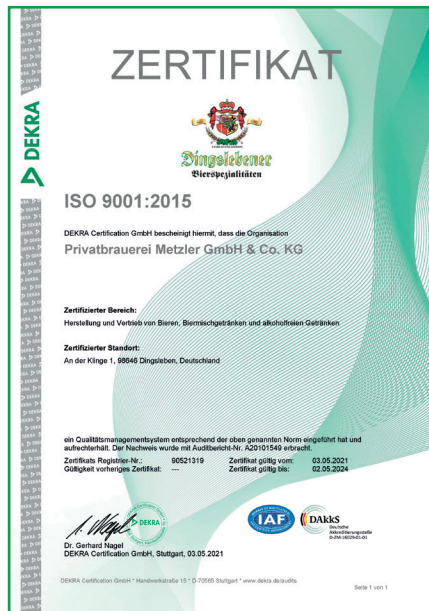 ZERTIFIKAT
DEKRA
Dingslebener
Bierspezialitäten
ISO 9001:2015
DEKRA Certification GmbH bescheinigt hiermit, dass die Organisation
Privatbrauerei Metzler GmbH & Co. KG
Zertifizierter Bereich:
Herstellung und Vertrieb von Bieren, Biermischgetränken und alkoholfreien Getränken
Zertifizierter Standort:
An der Klinge 1, 98646 Dingsleben, Deutschland
ein Qualitätsmanagementsystem entsprechend der oben genannten Norm eingeführt hat und
aufrechterhält. Der Nachweis wurde mit Auditbericht-Nr. A20101549 erbracht.
Zertifikats Registrier-Nr.: 90521319 Zertifikat gültig vom: 03.05.2021
Gültigkeit vorheriges Zertifikat: --- Zertifikat gültig bis: 02.05.2024
DEKRA
IAF
DAkkS
Deutsche
Akkreditierungsstelle
D-ZM-16029-01-01
Dr. Gerhard Nagel
DEKRA Certification GmbH, Stuttgart, 03.05.2021
DEKRA Certification GmbH * Handwerkstraße 15 * D-70565 Stuttgart * www.dekra.de/audits
Seite 1 von 1